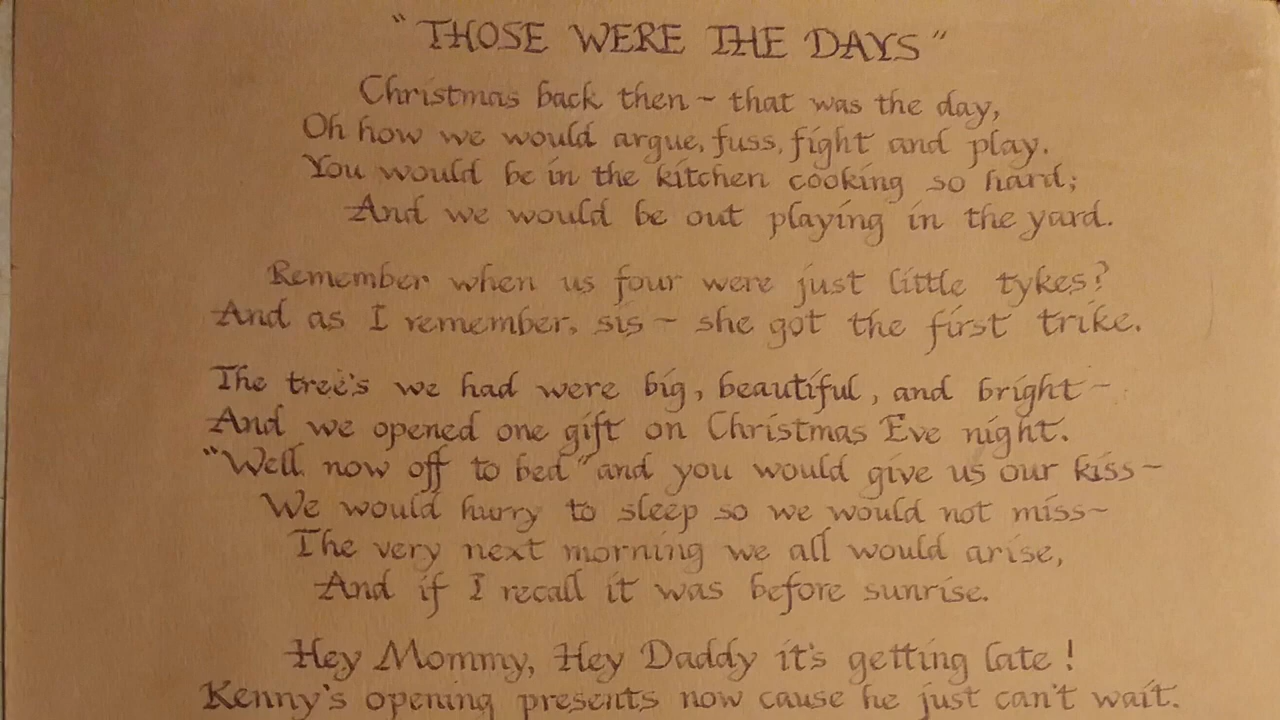 "THOSE WERE THE DAYS"
Christmas back then ~ that was the day,
Oh how we would argue, fuss, fight and play.
You would be in the kitchen cooking so hard;
And we would be out playing in the yard.
Remember when us four were just little tykes?
And as I remember, sis ~ she got the first trike.
The tree's we had were big, beautiful, and bright ~
And we opened one gift on Christmas Eve night.
"Well now off to bed" and you would give us our kiss ~
We would hurry to sleep so we would not miss ~
The very next morning we all would arise,
And if I recall it was before sunrise.
Hey Mommy, Hey Daddy it's getting late!
Kenny's opening presents now cause he just can't wait.